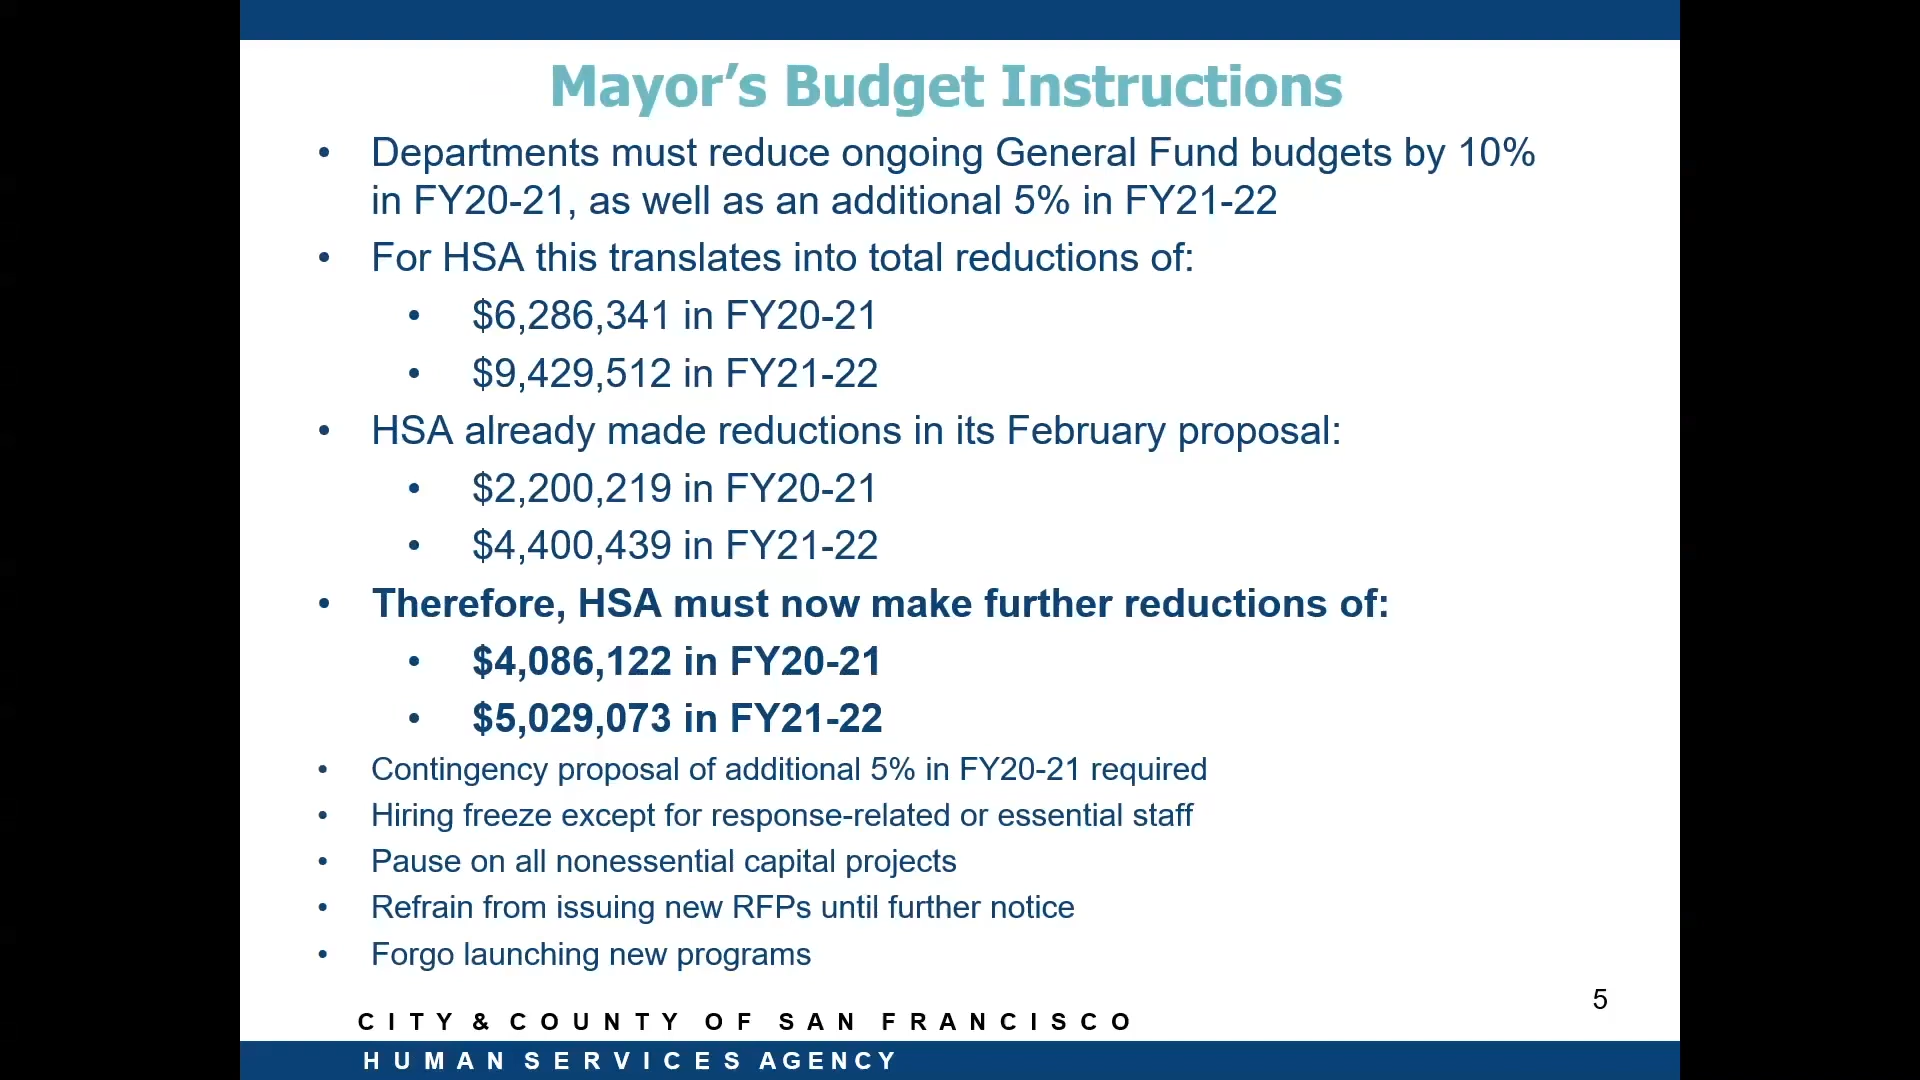 Mayor’s Budget Instructions
• Departments must reduce ongoing General Fund budgets by 10%
in FY20-21, as well as an additional 5% in FY21-22
• For HSA this translates into total reductions of:
• $6,286,341 in FY20-21
• $9,429,512 in FY21-22
• HSA already made reductions in its February proposal:
• $2,200,219 in FY20-21
• $4,400,439 in FY21-22
• Therefore, HSA must now make further reductions of:
• $4,086,122 in FY20-21
• $5,029,073 in FY21-22
• Contingency proposal of additional 5% in FY20-21 required
• Hiring freeze except for response-related or essential staff
• Pause on all nonessential capital projects
• Refrain from issuing new RFPs until further notice
• Forgo launching new programs
5
CITY & COUNTY OF SAN FRANCISCO
HUMAN SERVICES AGENCY